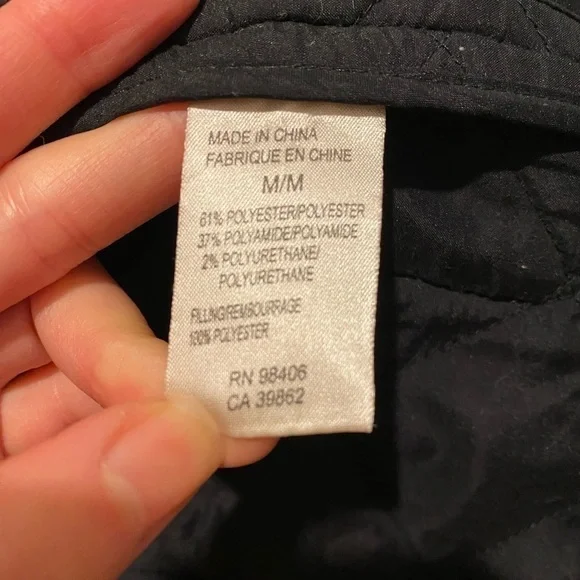 MADE IN CHINA
FABRIQUE EN CHINE
M/M
61% POLYESTER/POLYESTER
37% POLYAMIDE/POLYAMIDE
2% POLYURETHANE/
POLYURETHANE
FILLING/REMBOURRAGE
100% POLYESTER
RN 98406
CA 39862